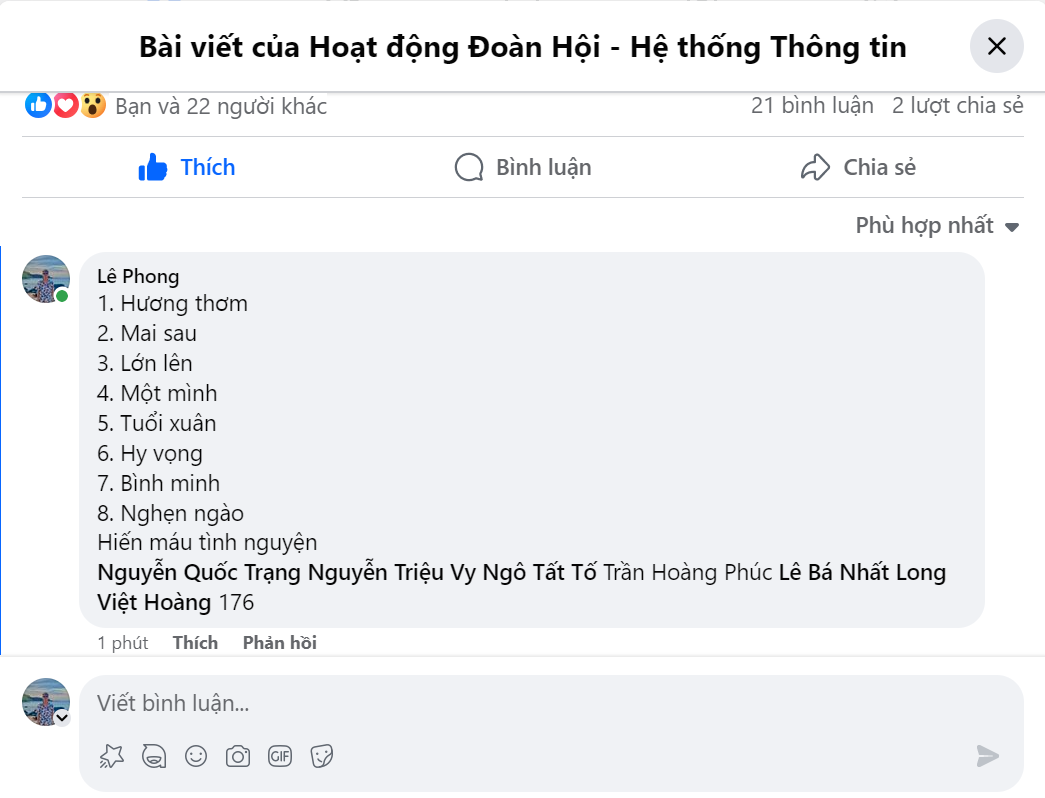 Bài viết của Hoạt động Đoàn Hội - Hệ thống Thông tin
Bạn và 22 người khác 21 bình luận 2 lượt chia sẻ
Thích Bình luận Chia sẻ
Phù hợp nhất
Lê Phong
1. Hương thơm
2. Mai sau
3. Lớn lên
4. Một mình
5. Tuổi xuân
6. Hy vọng
7. Bình minh
8. Nghẹn ngào
Hiến máu tình nguyện
Nguyễn Quốc Trạng Nguyễn Triệu Vy Ngô Tất Tố Trần Hoàng Phúc Lê Bá Nhất Long
Việt Hoàng 176
1 phút Thích Phản hồi
Viết bình luận...
GIF